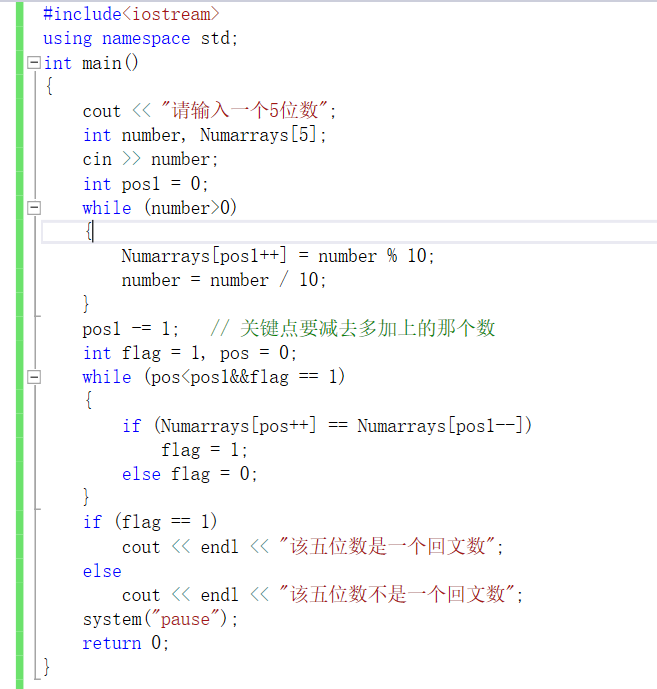 #include<iostream>
using namespace std;
int main()
{
    cout << "请输入一个5位数";
    int number, Numarrays[5];
    cin >> number;
    int pos1 = 0;
    while (number>0)
    {
        Numarrays[pos1++] = number % 10;
        number = number / 10;
    }
    pos1 -= 1;   // 关键点要减去多加上的那个数
    int flag = 1, pos = 0;
    while (pos<pos1&&flag == 1)
    {
        if (Numarrays[pos++] == Numarrays[pos1--])
            flag = 1;
        else flag = 0;
    }
    if (flag == 1)
        cout << endl << "该五位数是一个回文数";
    else
        cout << endl << "该五位数不是一个回文数";
    system("pause");
    return 0;
}